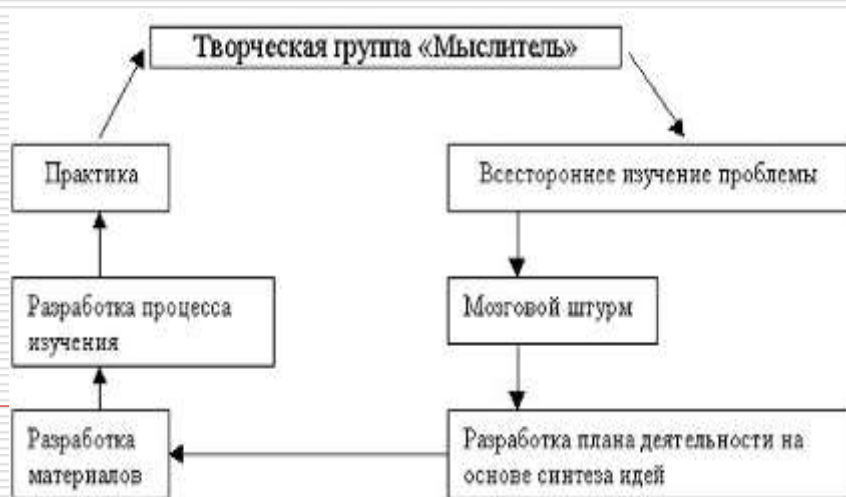 Творческая группа «Мыслитель»
Практика
Всестороннее изучение проблемы
Разработка процесса
изучения
Мозговой штурм
Разработка
материалов
Разработка плана деятельности на
основе синтеза идей